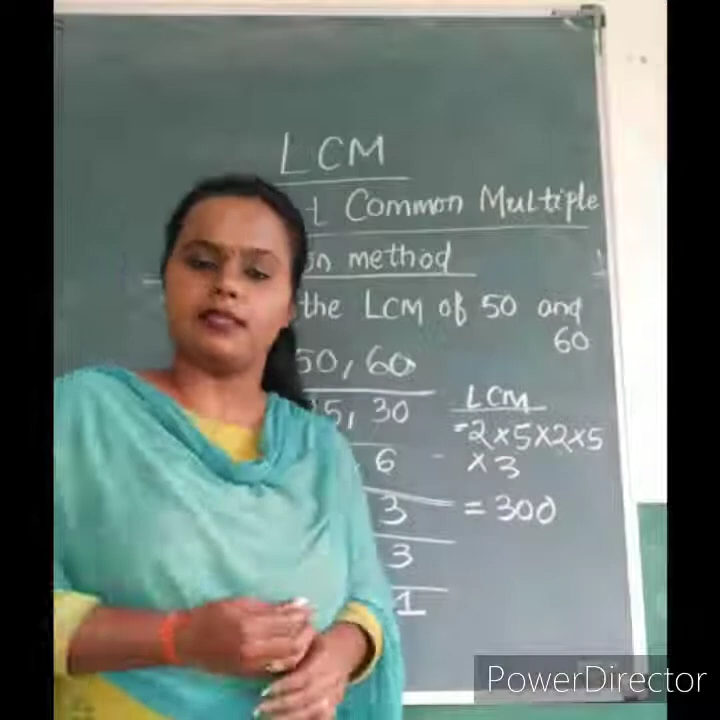 LCM
Common Multiple
method
the LCM of 50 and
60
50, 60
5, 30
6
3
3
1
LCM
=2×5×2×5
×3
=300
PowerDirector